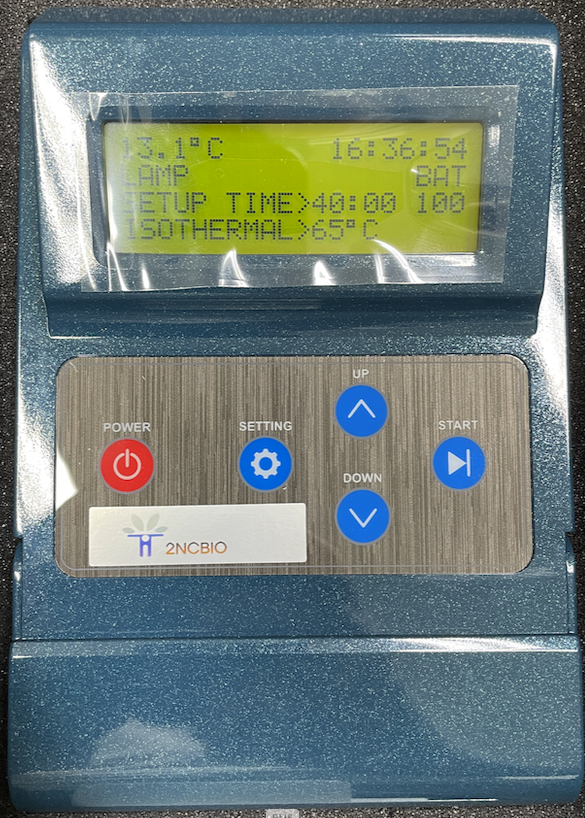 13.1°C 16:36:54
LAMP BAT
SETUP TIME>40:00 100
ISOTHERMAL>65°C
UP
POWER SETTING START
DOWN
2NCBIO